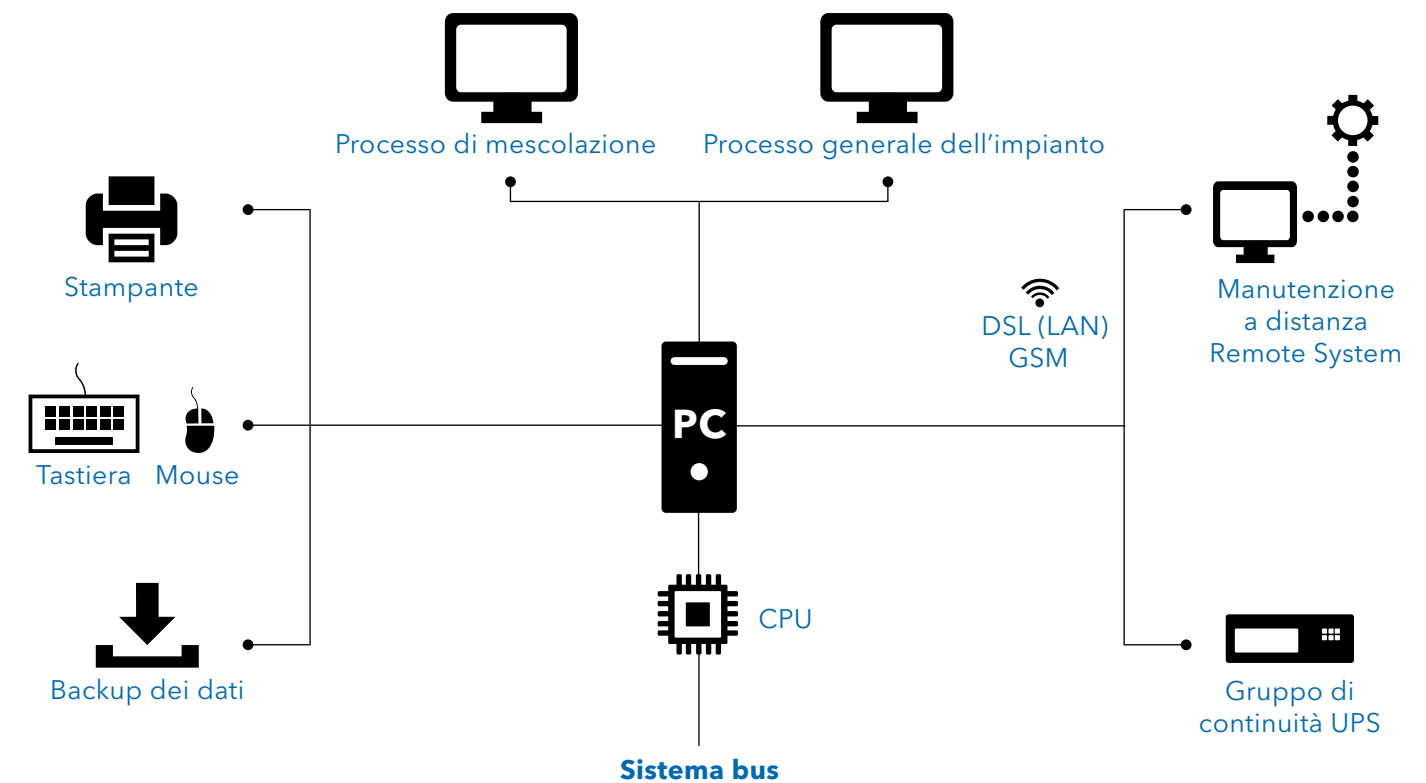 Processo di mescolazione
Processo generale dell’impianto
Stampante
DSL (LAN)
GSM
Manutenzione
a distanza
Remote System
PC
Tastiera
Mouse
CPU
Backup dei dati
Gruppo di
continuità UPS
Sistema bus